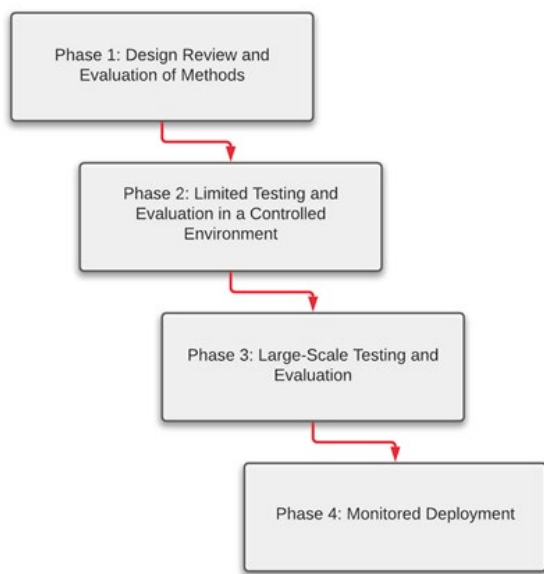 Phase 1: Design Review and
Evaluation of Methods
Phase 2: Limited Testing and
Evaluation in a Controlled
Environment
Phase 3: Large-Scale Testing and
Evaluation
Phase 4: Monitored Deployment